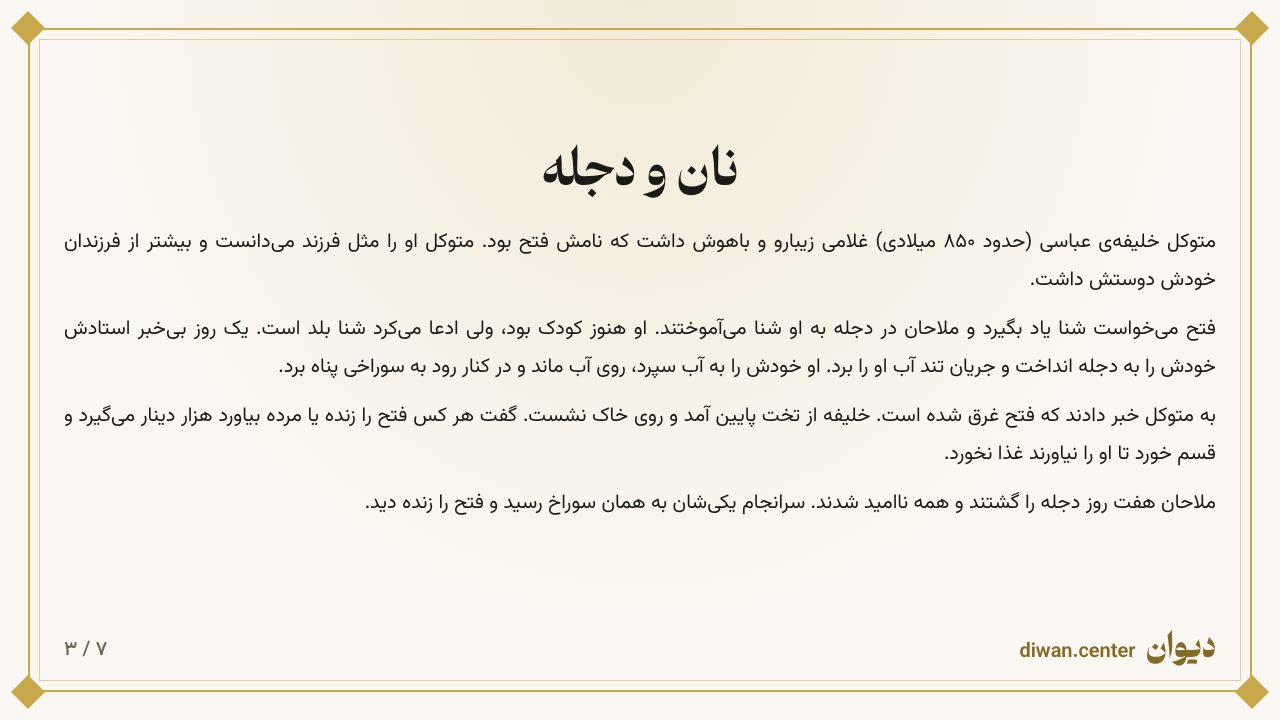 نان و دجله
متوکل خلیفه‌ی عباسی (حدود ۸۵۰ میلادی) غلامی زیبارو و باهوش داشت که نامش فتح بود. متوکل او را مثل فرزند می‌دانست و بیشتر از فرزندان
خودش دوستش داشت.
فتح می‌خواست شنا یاد بگیرد و ملاحان در دجله به او شنا می‌آموختند. او هنوز کودک بود، ولی ادعا می‌کرد شنا بلد است. یک روز بی‌خبر استادش
خودش را به دجله انداخت و جریان تند آب او را برد. او خودش را به آب سپرد، روی آب ماند و در کنار رود به سوراخی پناه برد.
به متوکل خبر دادند که فتح غرق شده است. خلیفه از تخت پایین آمد و روی خاک نشست. گفت هر کس فتح را زنده یا مرده بیاورد هزار دینار می‌گیرد و
قسم خورد تا او را نیاورند غذا نخورد.
ملاحان هفت روز دجله را گشتند و همه ناامید شدند. سرانجام یکی‌شان به همان سوراخ رسید و فتح را زنده دید.
دیوان diwan.center
۳ / ۷